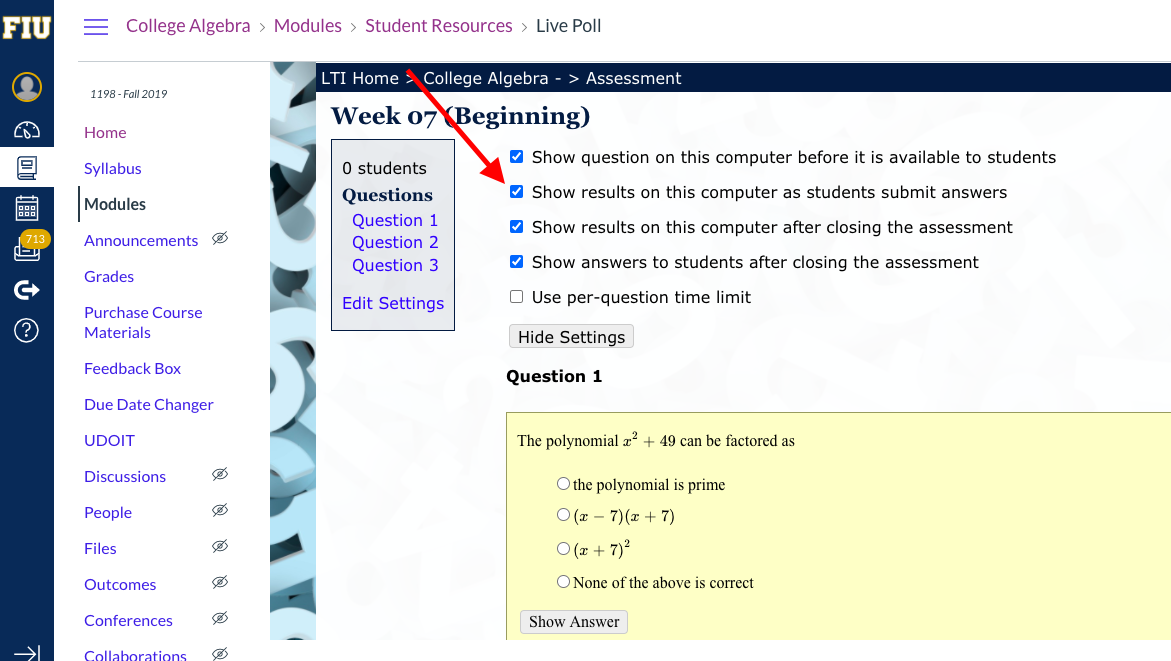 FIU
College Algebra > Modules > Student Resources > Live Poll
1198 - Fall 2019
Home
Syllabus
Modules
Announcements
Grades
Purchase Course
Materials
Feedback Box
Due Date Changer
UDOIT
Discussions
People
Files
Outcomes
Conferences
Collaborations
713
LTI Home > College Algebra - > Assessment
Week 07 (Beginning)
0 students
Questions
Question 1
Question 2
Question 3
Edit Settings
Show question on this computer before it is available to students
Show results on this computer as students submit answers
Show results on this computer after closing the assessment
Show answers to students after closing the assessment
Use per-question time limit
Hide Settings
Question 1
The polynomial x² + 49 can be factored as
the polynomial is prime
(x − 7)(x + 7)
(x + 7)²
None of the above is correct
Show Answer